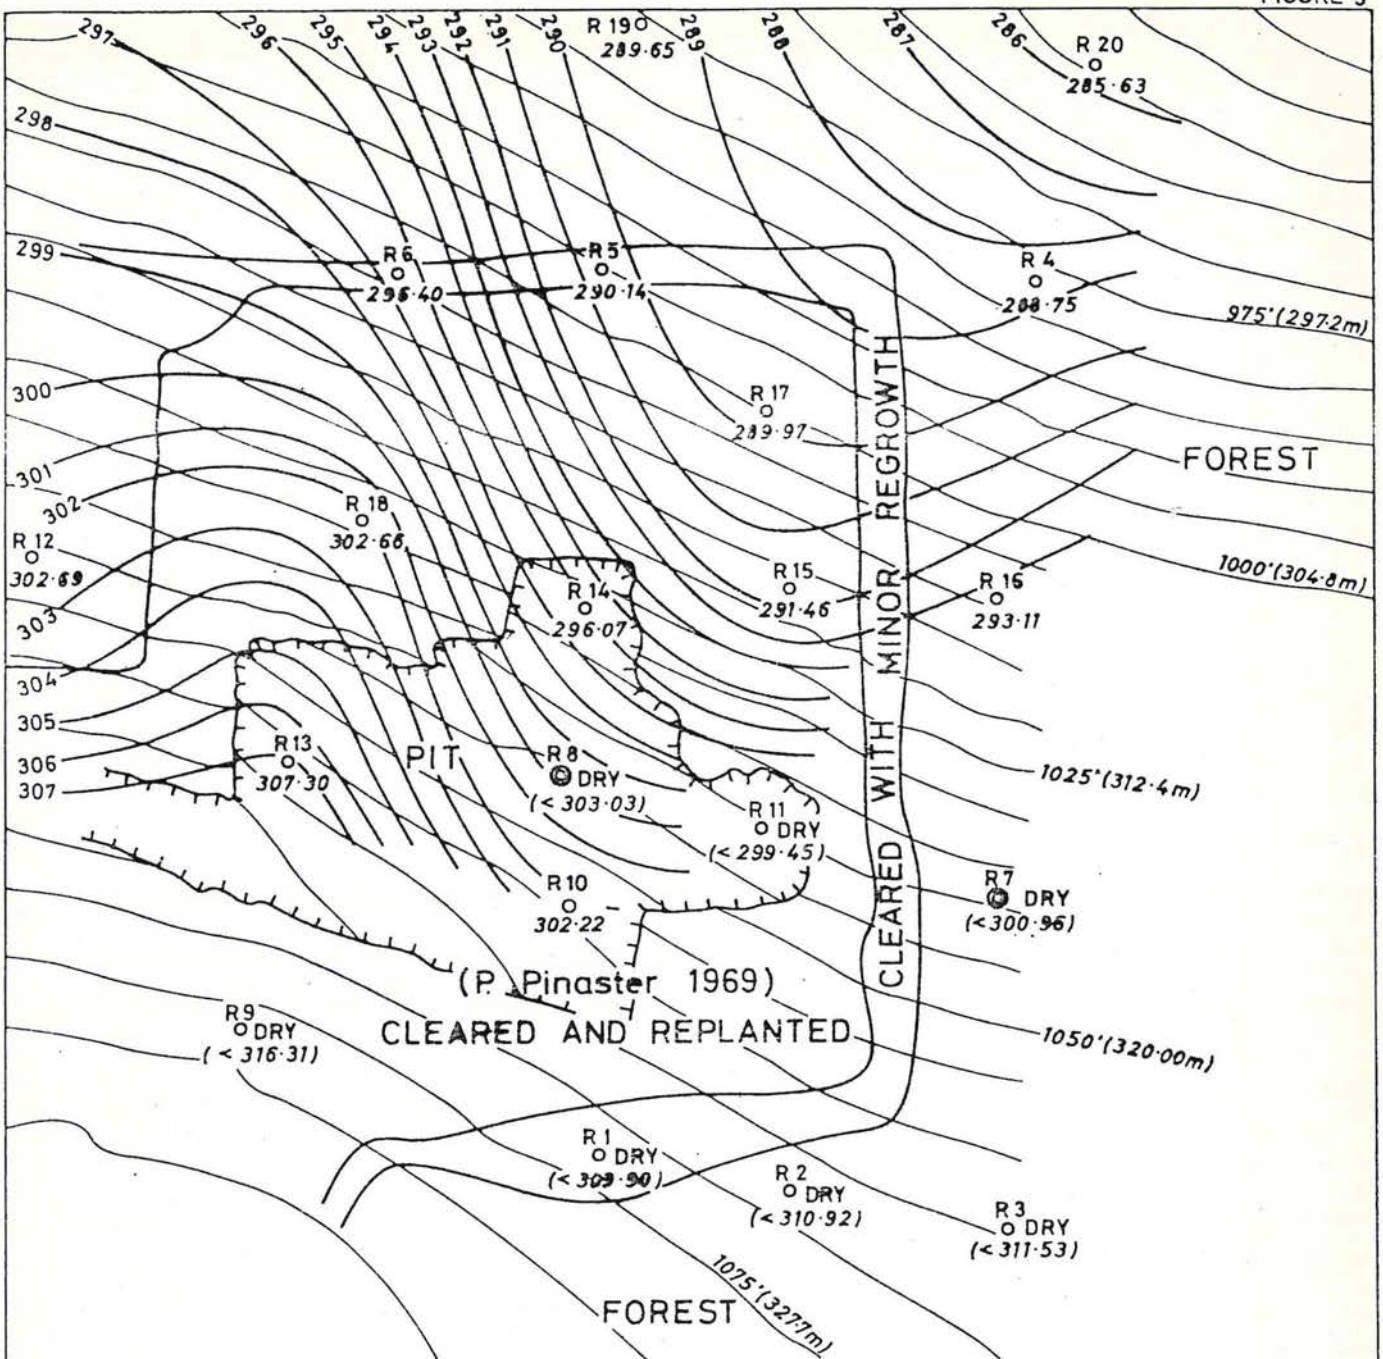 297
296
295
294
293
292
291
290
289
288
287
286
R 19
289.65
R 20
285.63
298
299
R 6
296.40
R 5
290.14
R 4
288.75
975'(297.2m)
300
R 17
289.97
FOREST
301
302
R 18
302.66
R 12
302.69
R 14
296.07
R 15
291.46
R 16
293.11
1000'(304.8m)
303
304
305
306
307
R 13
307.30
PIT
R 8
DRY
(<303.03)
R 11
DRY
(<299.45)
1025'(312.4m)
R 7
DRY
(<300.96)
R 10
302.22
CLEARED WITH MINOR REGROWTH
(P. Pinaster 1969)
CLEARED AND REPLANTED
R 9
DRY
(<316.31)
1050'(320.00m)
R 1
DRY
(<309.90)
R 2
DRY
(<310.92)
R 3
DRY
(<311.53)
1075'(327.7m)
FOREST